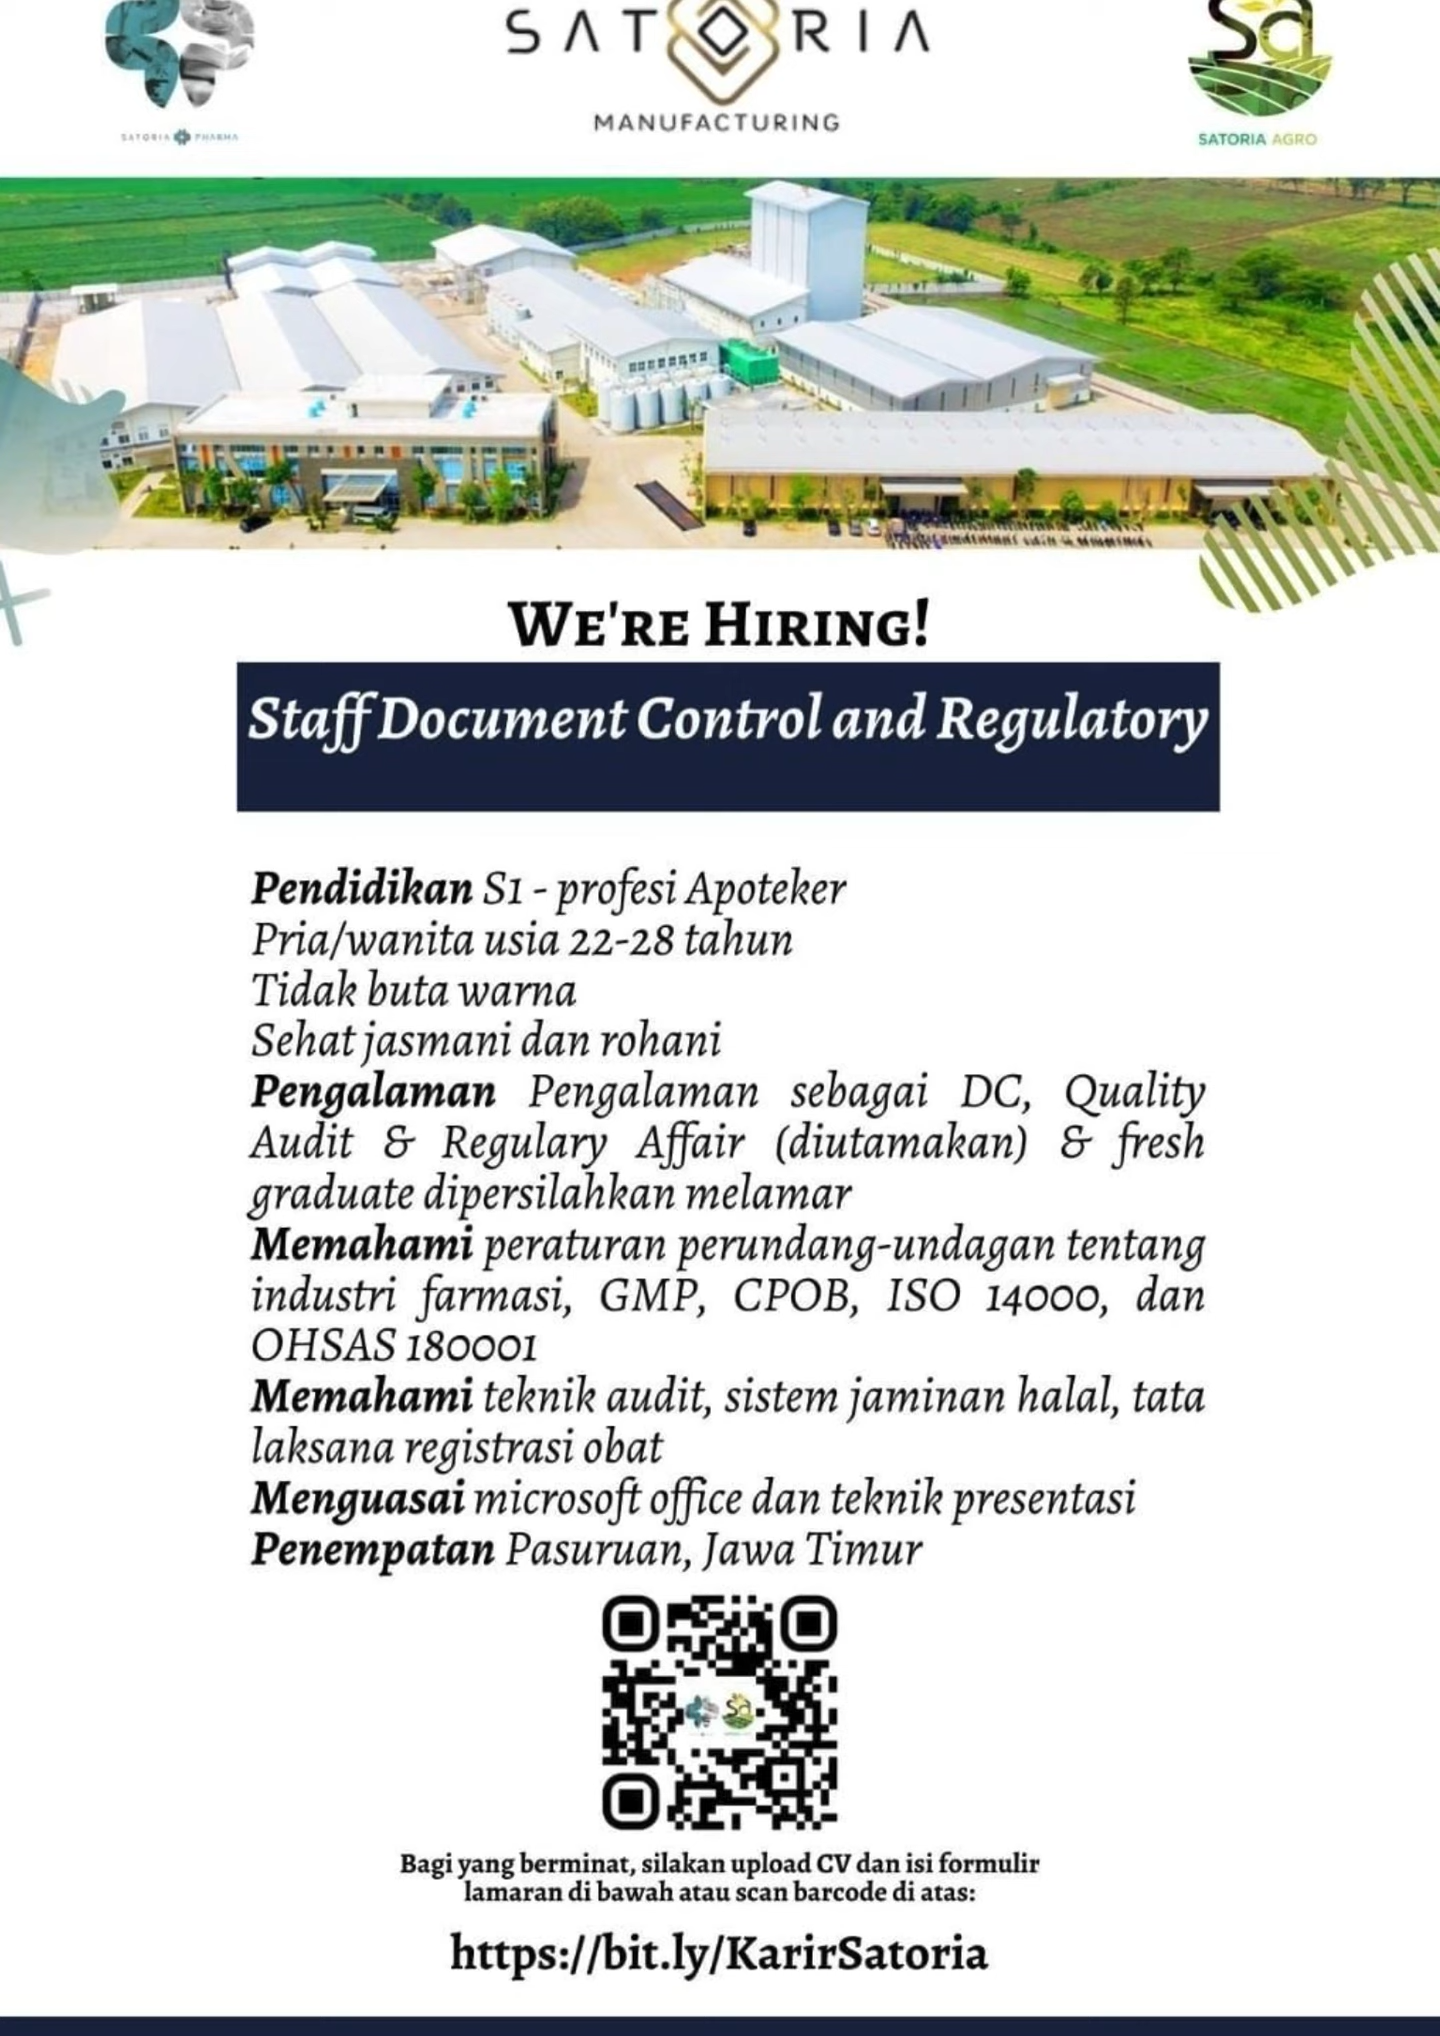 SATORIA PHARMA
SATORIA
MANUFACTURING
Sa
SATORIA AGRO
WE'RE HIRING!
Staff Document Control and Regulatory
Pendidikan S1 - profesi Apoteker
Pria/wanita usia 22-28 tahun
Tidak buta warna
Sehat jasmani dan rohani
Pengalaman Pengalaman sebagai DC, Quality
Audit & Regulary Affair (diutamakan) & fresh
graduate dipersilahkan melamar
Memahami peraturan perundang-undagan tentang
industri farmasi, GMP, CPOB, ISO 14000, dan
OHSAS 180001
Memahami teknik audit, sistem jaminan halal, tata
laksana registrasi obat
Menguasai microsoft office dan teknik presentasi
Penempatan Pasuruan, Jawa Timur
Sa
Bagi yang berminat, silakan upload CV dan isi formulir
lamaran di bawah atau scan barcode di atas:
https://bit.ly/KarirSatoria